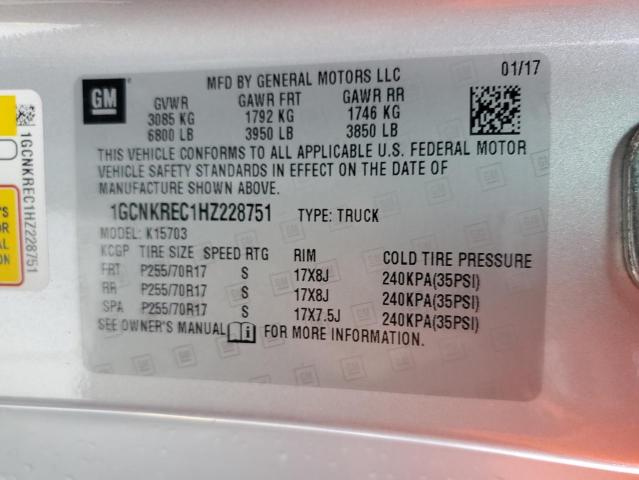 GM
MFD BY GENERAL MOTORS LLC
01/17
GVWR GAWR FRT GAWR RR
3085 KG 1792 KG 1746 KG
6800 LB 3950 LB 3850 LB
THIS VEHICLE CONFORMS TO ALL APPLICABLE U.S. FEDERAL MOTOR
VEHICLE SAFETY STANDARDS IN EFFECT ON THE DATE OF
MANUFACTURE SHOWN ABOVE.
1GCNKREC1HZ228751 TYPE: TRUCK
MODEL: K15703
KCGP TIRE SIZE SPEED RTG RIM COLD TIRE PRESSURE
FRT P255/70R17 S 17X8J 240KPA(35PSI)
RR P255/70R17 S 17X8J 240KPA(35PSI)
SPA P255/70R17 S 17X7.5J 240KPA(35PSI)
SEE OWNER'S MANUAL FOR MORE INFORMATION.
1GCNKREC1HZ228751